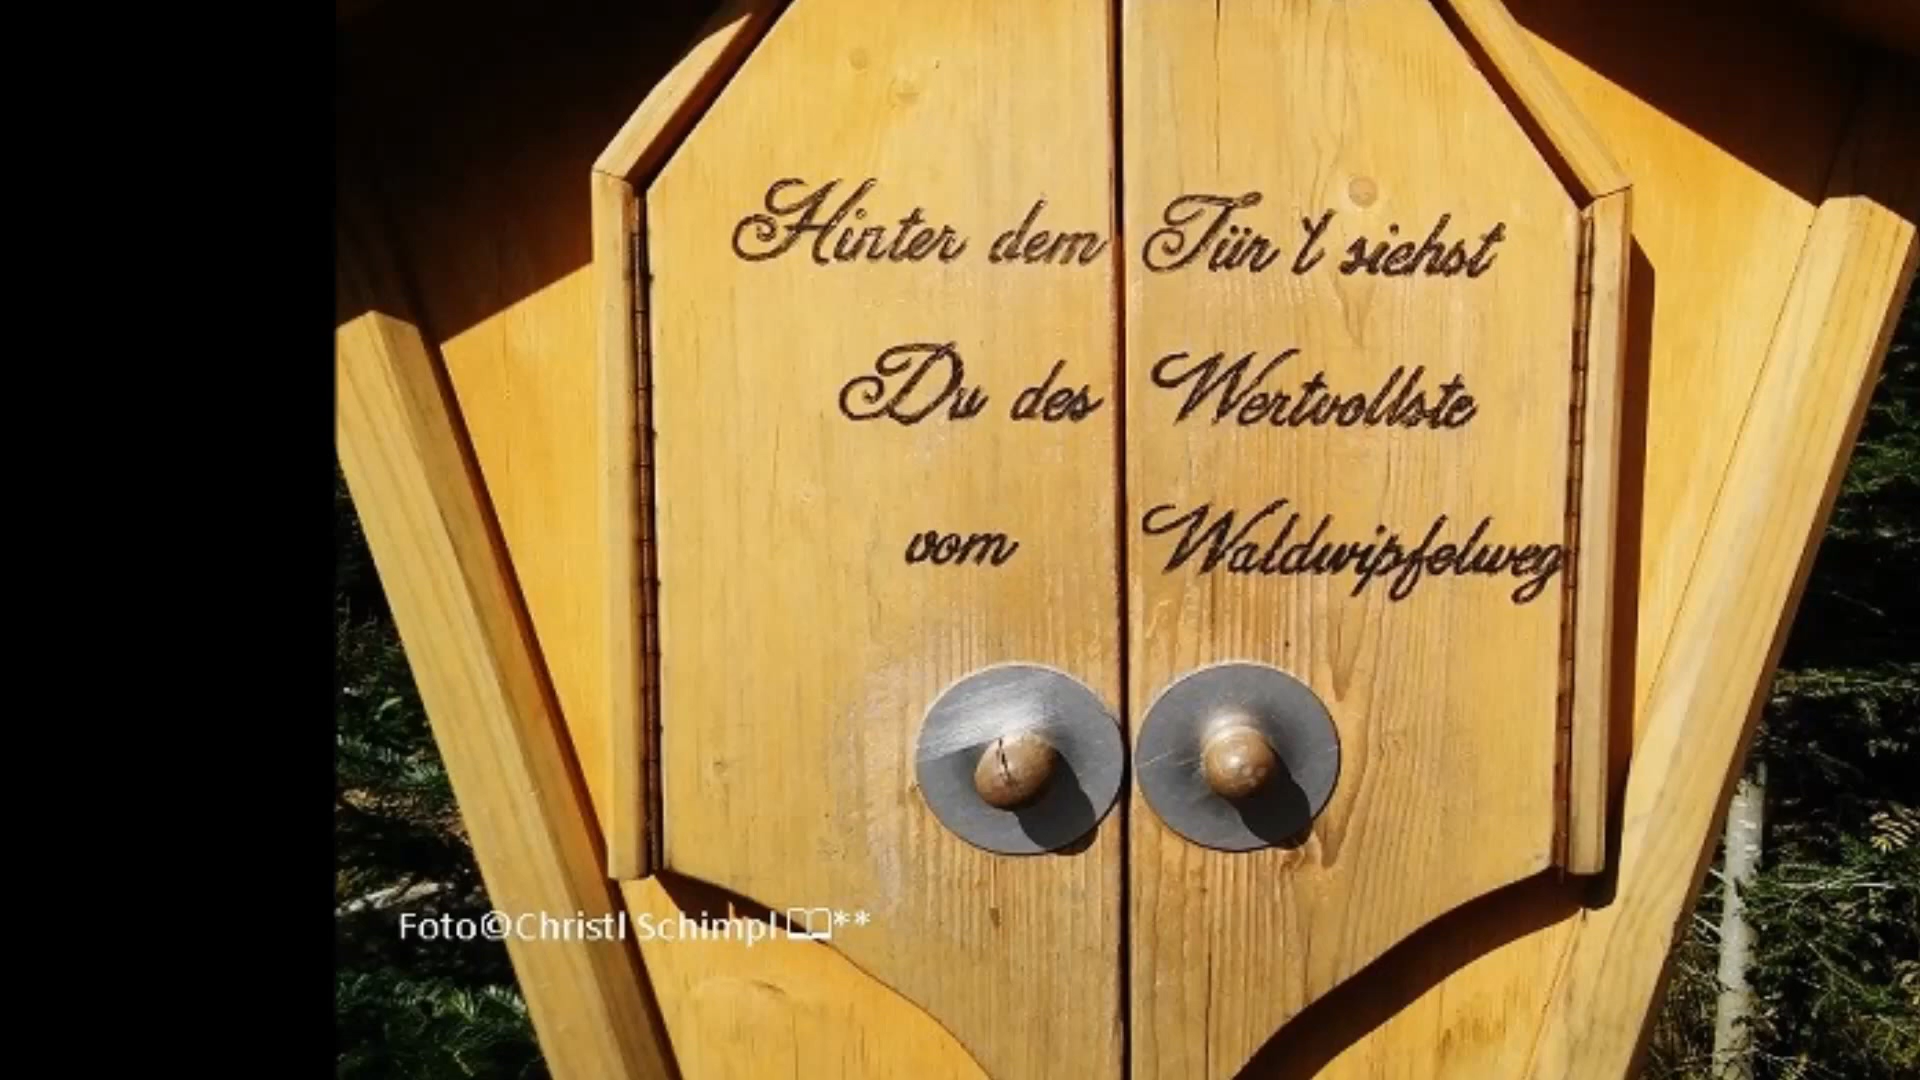 Hinter dem Tür'l siehst
Du des Wertvollste
vom Waldwipfelweg
Foto©Christl Schimpl 📖**